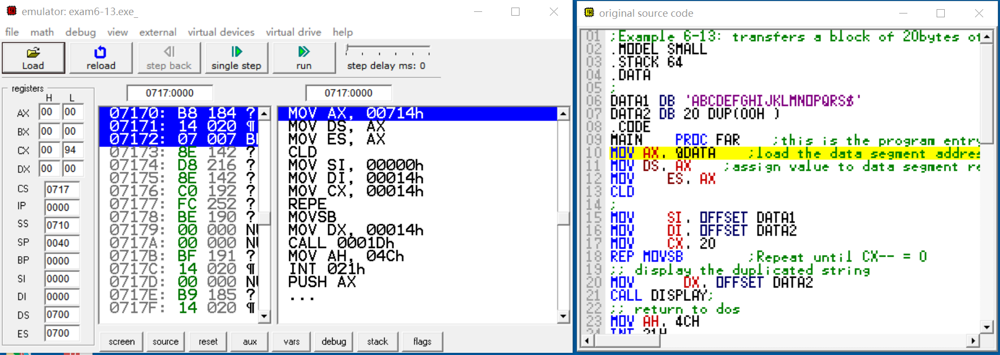 emulator: exam6-13.exe_
file math debug view external virtual devices virtual drive help
Load reload step back single step run step delay ms: 0
registers
H L
AX 00 00
BX 00 00
CX 00 94
DX 00 00
CS 0717
IP 0000
SS 0710
SP 0040
BP 0000
SI 0000
DI 0000
DS 0700
ES 0700
0717:0000
07170: B8 184 ?
07171: 14 020 ¶
07172: 07 007
07173: 8E 142 ?
07174: D8 216 ?
07175: 8E 142 ?
07176: C0 192 ?
07177: FC 252 ?
07178: BE 190 ?
07179: 00 000
0717A: 00 000
0717B: BF 191 ?
0717C: 14 020 ¶
0717D: 00 000
0717E: B9 185 ?
0717F: 14 020 ¶
0717:0000
MOV AX, 00714h
MOV DS, AX
MOV ES, AX
CLD
MOV SI, 00000h
MOV DI, 00014h
MOV CX, 00014h
REPE
MOVSB
MOV DX, 00014h
CALL 0001Dh
MOV AH, 04Ch
INT 021h
PUSH AX
...
screen source reset aux vars debug stack flags
original source code
01 ;Example 6-13: transfers a block of 20bytes of
02 .MODEL SMALL
03 .STACK 64
04 .DATA
05 ;
06 DATA1 DB 'ABCDEFGHIJKLMNOPQRS$'
07 DATA2 DB 20 DUP(00H )
08 .CODE
09 MAIN PROC FAR ;this is the program entry
10 MOV AX, @DATA ;load the data segment addres
11 MOV DS, AX ;assign value to data segment re
12 MOV ES, AX
13 CLD
14 ;
15 MOV SI, OFFSET DATA1
16 MOV DI, OFFSET DATA2
17 MOV CX, 20
18 REP MOVSB ;Repeat until CX-- = 0
19 ;; display the duplicated string
20 MOV DX, OFFSET DATA2
21 CALL DISPLAY;
22 ;; return to dos
23 MOV AH, 4CH
24 INT 21H